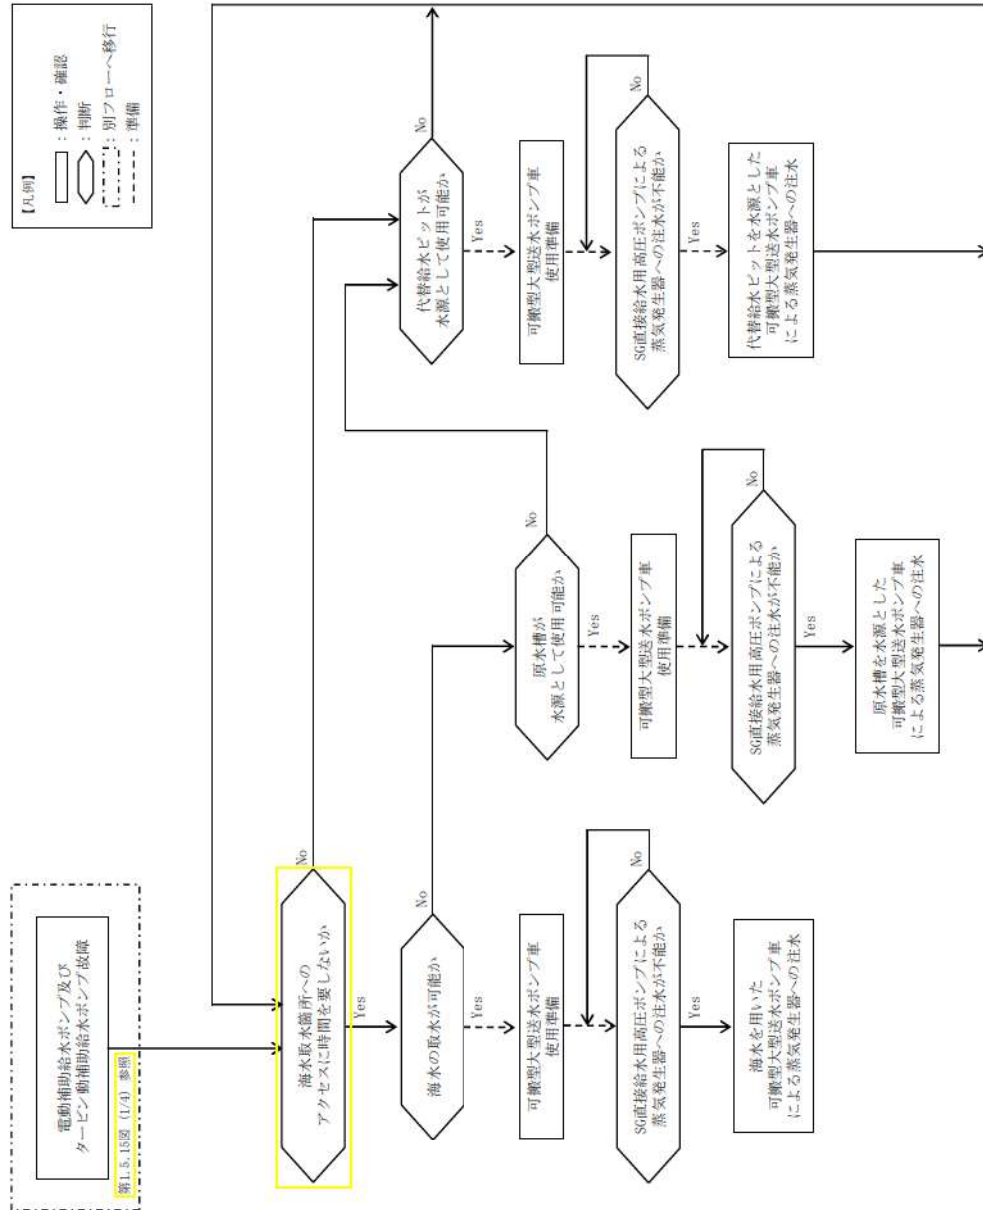 【凡例】
：操作・確認
：判断
：別フローへ移行
：準備
電動補助給水ポンプ及び
タービン動補助給水ポンプ故障
第1.5.15図 (1/4) 参照
海水取水箇所への
アクセスに時間を要しないか
No
Yes
海水の取水が可能か
No
Yes
可搬型大型送水ポンプ車
使用準備
SG直接給水用高圧ポンプによる
蒸気発生器への注水が不能か
No
Yes
海水を用いた
可搬型大型送水ポンプ車
による蒸気発生器への注水
原水槽が
水源として使用可能か
No
Yes
可搬型大型送水ポンプ車
使用準備
SG直接給水用高圧ポンプによる
蒸気発生器への注水が不能か
No
Yes
原水槽を水源とした
可搬型大型送水ポンプ車
による蒸気発生器への注水
代替給水ピットが
水源として使用可能か
No
Yes
可搬型大型送水ポンプ車
使用準備
SG直接給水用高圧ポンプによる
蒸気発生器への注水が不能か
No
Yes
代替給水ピットを水源とした
可搬型大型送水ポンプ車
による蒸気発生器への注水